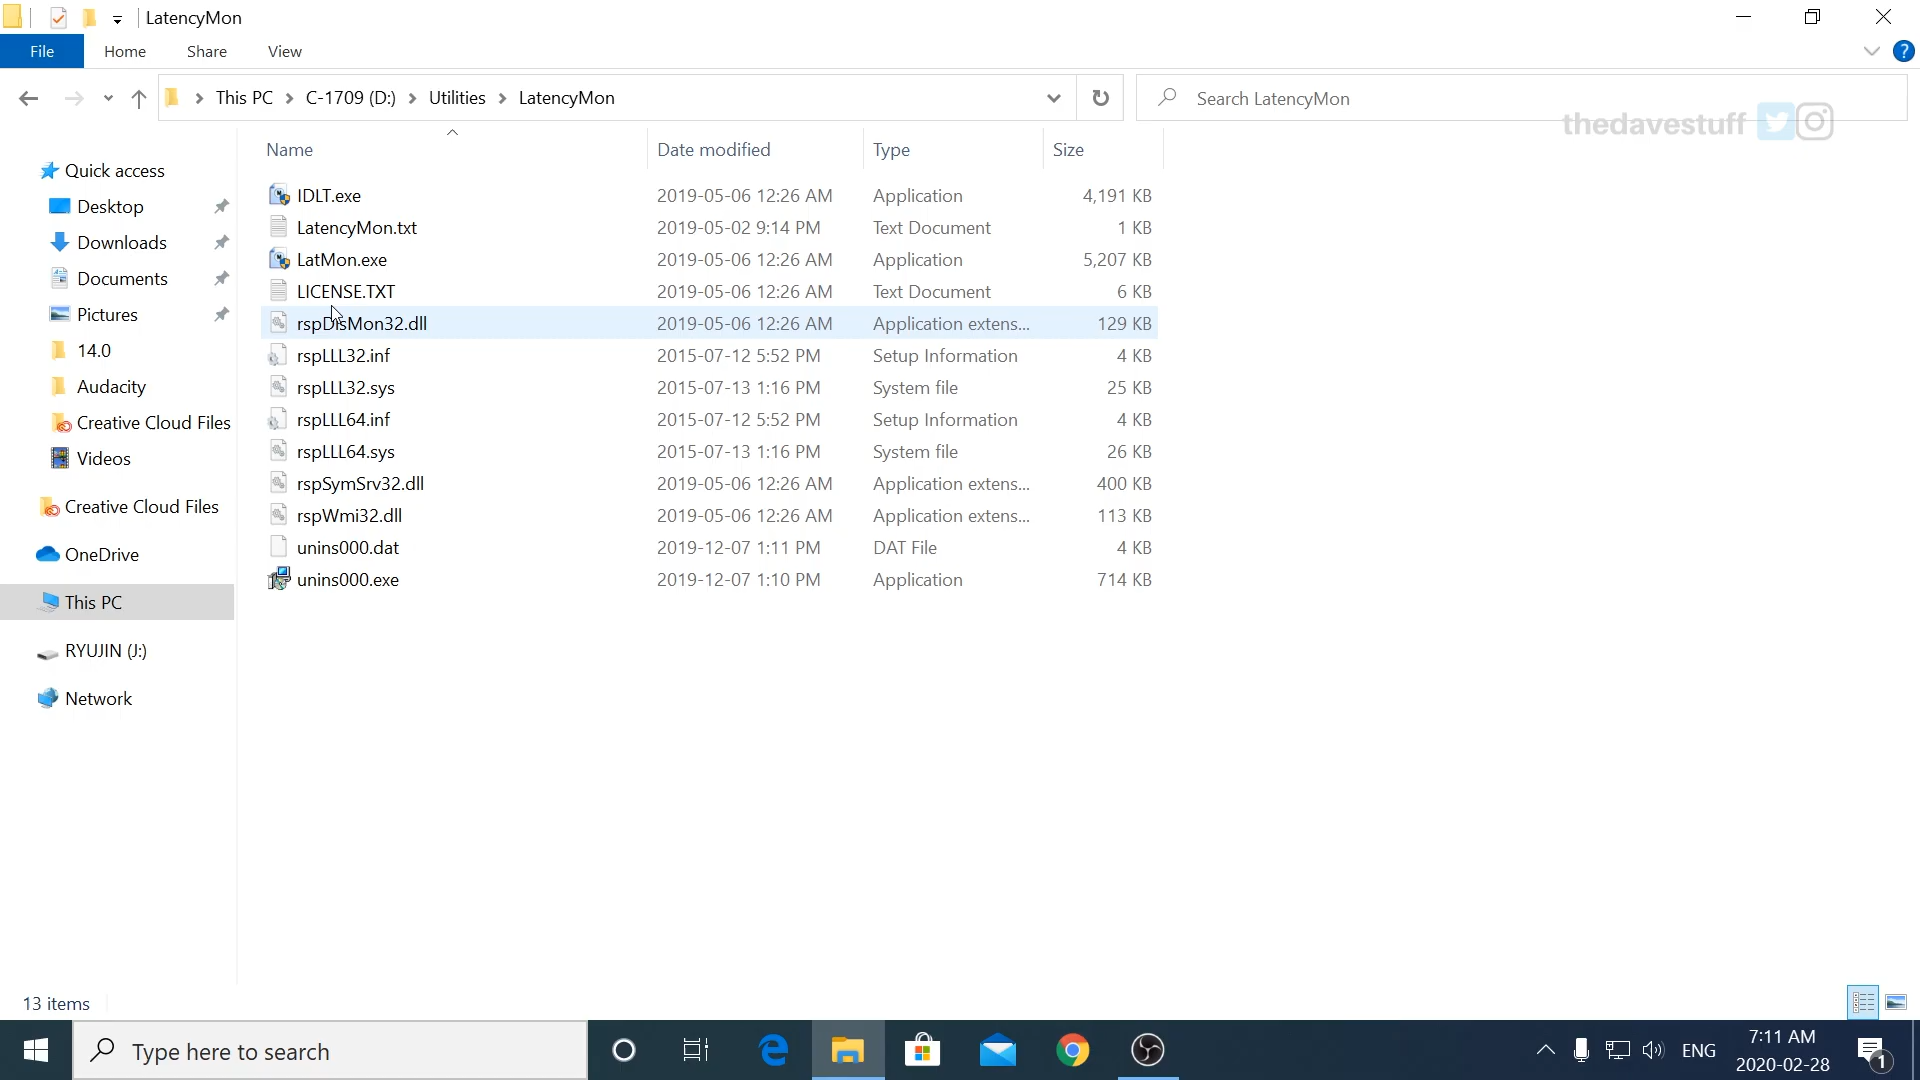 LatencyMon
File Home Share View
This PC > C-1709 (D:) > Utilities > LatencyMon
Search LatencyMon
thedavestuff
Name Date modified Type Size
Quick access
Desktop
Downloads
Documents
Pictures
14.0
Audacity
Creative Cloud Files
Videos
Creative Cloud Files
OneDrive
This PC
RYUJIN (J:)
Network
IDLT.exe 2019-05-06 12:26 AM Application 4,191 KB
LatencyMon.txt 2019-05-02 9:14 PM Text Document 1 KB
LatMon.exe 2019-05-06 12:26 AM Application 5,207 KB
LICENSE.TXT 2019-05-06 12:26 AM Text Document 6 KB
rspDisMon32.dll 2019-05-06 12:26 AM Application extens... 129 KB
rspLLL32.inf 2015-07-12 5:52 PM Setup Information 4 KB
rspLLL32.sys 2015-07-13 1:16 PM System file 25 KB
rspLLL64.inf 2015-07-12 5:52 PM Setup Information 4 KB
rspLLL64.sys 2015-07-13 1:16 PM System file 26 KB
rspSymSrv32.dll 2019-05-06 12:26 AM Application extens... 400 KB
rspWmi32.dll 2019-05-06 12:26 AM Application extens... 113 KB
unins000.dat 2019-12-07 1:11 PM DAT File 4 KB
unins000.exe 2019-12-07 1:10 PM Application 714 KB
13 items
Type here to search
ENG
7:11 AM
2020-02-28
1